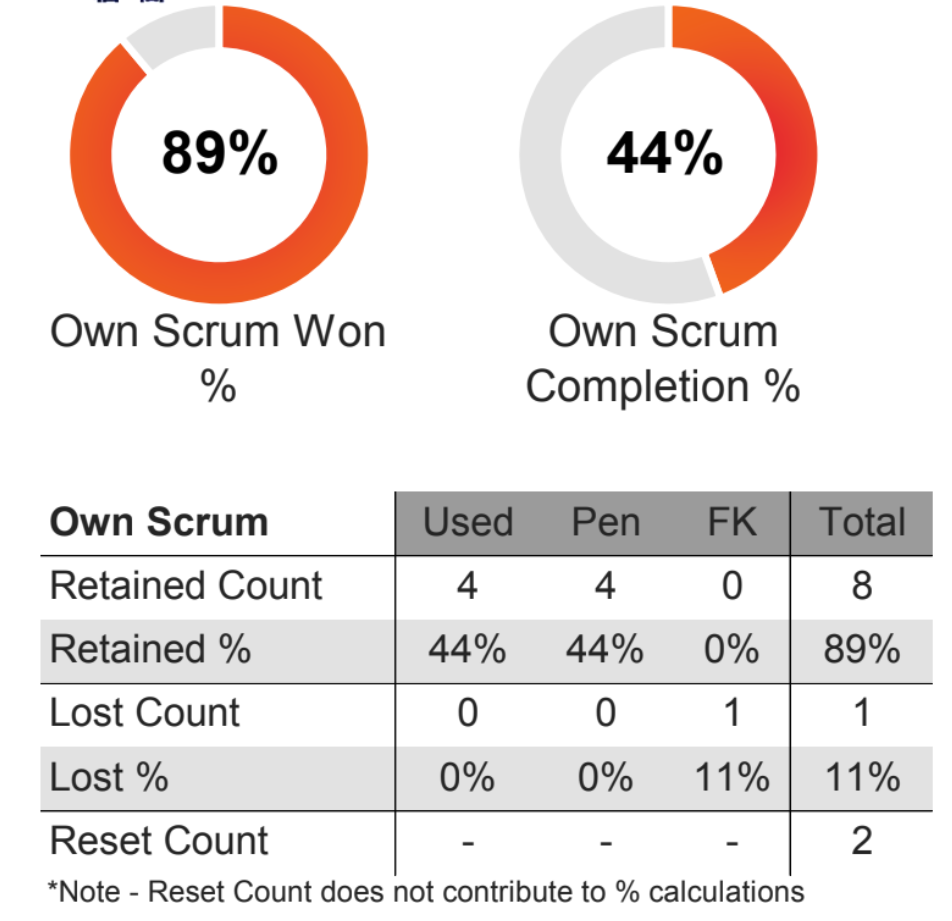 89%
44%
Own Scrum Won
%
Own Scrum
Completion %
Own Scrum Used Pen FK Total
Retained Count 4 4 0 8
Retained % 44% 44% 0% 89%
Lost Count 0 0 1 1
Lost % 0% 0% 11% 11%
Reset Count - - - 2
*Note - Reset Count does not contribute to % calculations